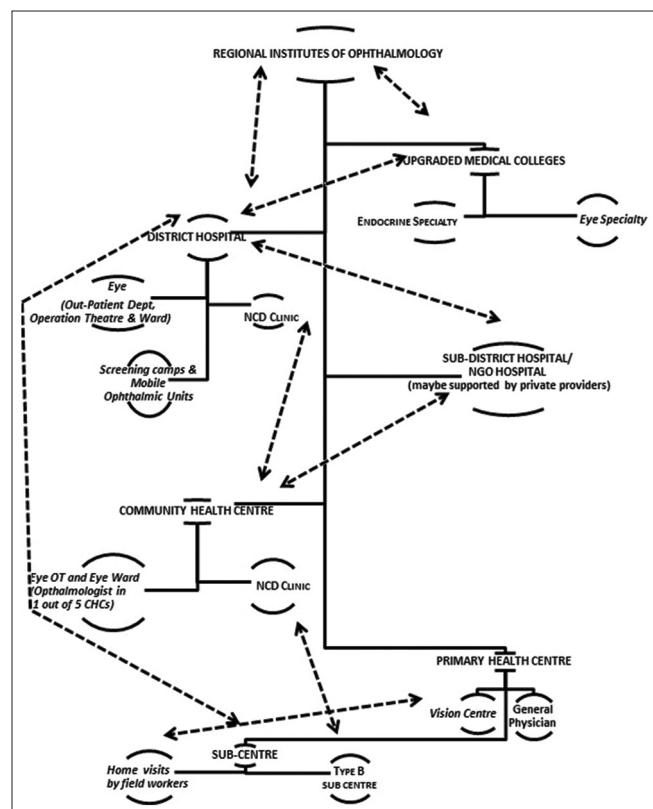 REGIONAL INSTITUTES OF OPHTHALMOLOGY
UPGRADED MEDICAL COLLEGES
ENDOCRINE SPECIALTY
Eye Specialty
DISTRICT HOSPITAL
Eye
(Out-Patient Dept,
Operation Theatre & Ward)
NCD CLINIC
Screening camps &
Mobile
Ophthalmic Units
SUB-DISTRICT HOSPITAL/
NGO HOSPITAL
(maybe supported by private providers)
COMMUNITY HEALTH CENTRE
Eye OT and Eye Ward
(Opthalmologist in
1 out of 5 CHCs)
NCD CLINIC
PRIMARY HEALTH CENTRE
Vision Centre
General
Physician
SUB-CENTRE
Home visits
by field workers
TYPE B
SUB CENTRE